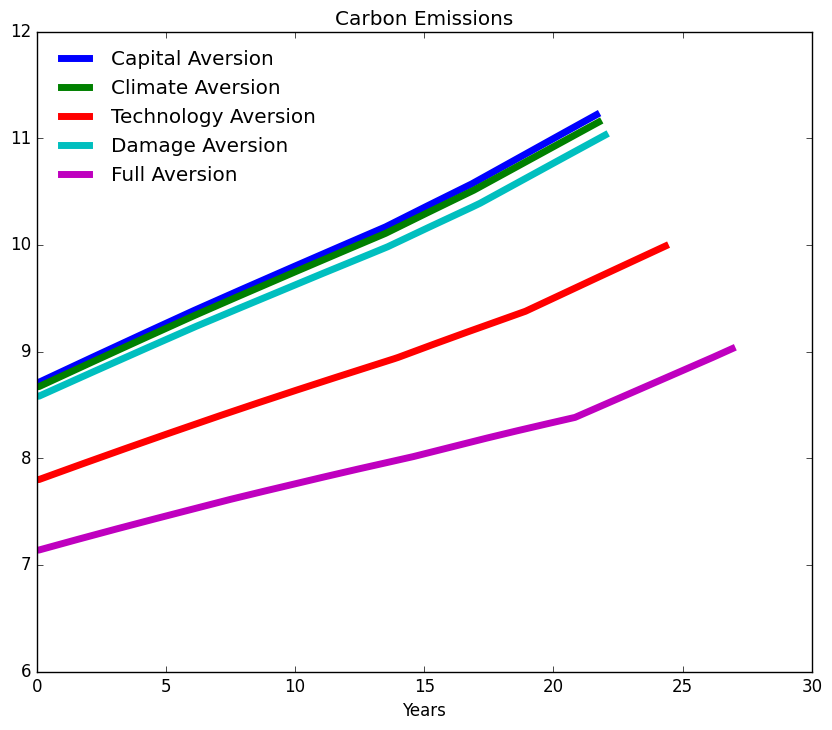 Carbon Emissions
12
11
10
9
8
7
6
Capital Aversion
Climate Aversion
Technology Aversion
Damage Aversion
Full Aversion
0 5 10 15 20 25 30
Years